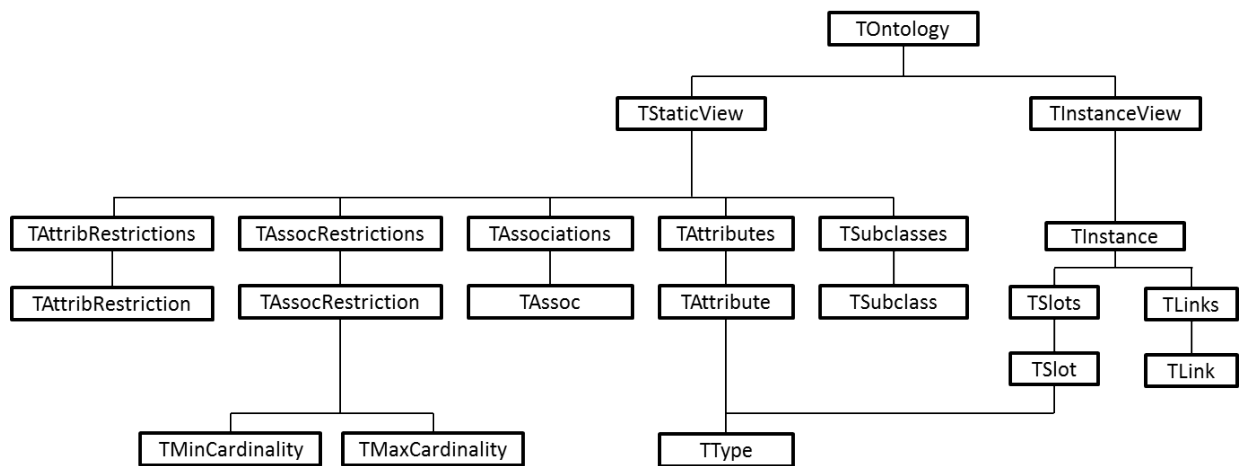 TOntology
TStaticView
TInstanceView
TAttribRestrictions
TAssocRestrictions
TAssociations
TAttributes
TSubclasses
TInstance
TAttribRestriction
TAssocRestriction
TAssoc
TAttribute
TSubclass
TSlots
TLinks
TSlot
TLink
TMinCardinality
TMaxCardinality
TType